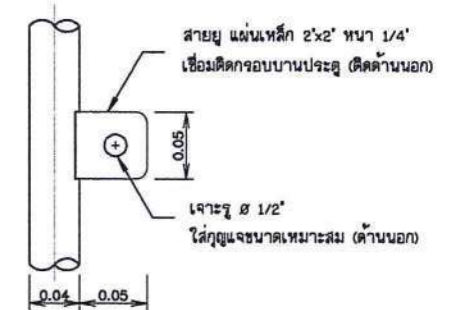 สายยู แผ่นเหล็ก 2"x2" หนา 1/4"
เชื่อมติดกรอบบานประตู (ติดด้านนอก)
0.05
เจาะรู ø 1/2"
ใส่กุญแจขนาดเหมาะสม (ด้านนอก)
0.04
0.05